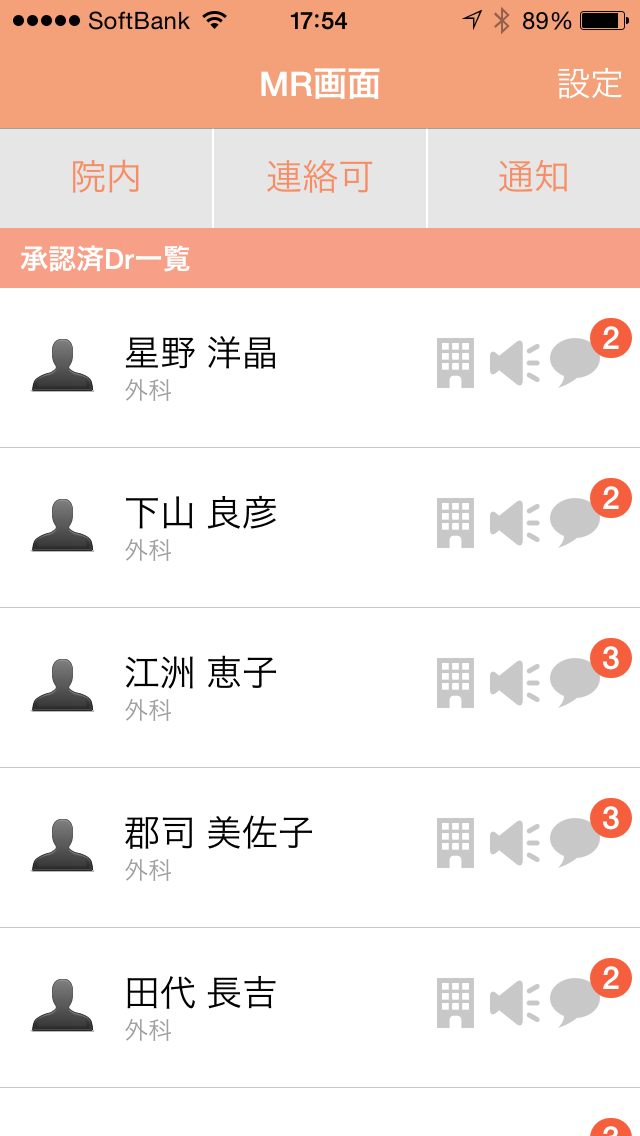 SoftBank 17:54 89%
MR画面 設定
院内 連絡可 通知
承認済Dr一覧
星野 洋晶 2
外科
下山 良彦 2
外科
江洲 恵子 3
外科
郡司 美佐子 3
外科
田代 長吉 2
外科